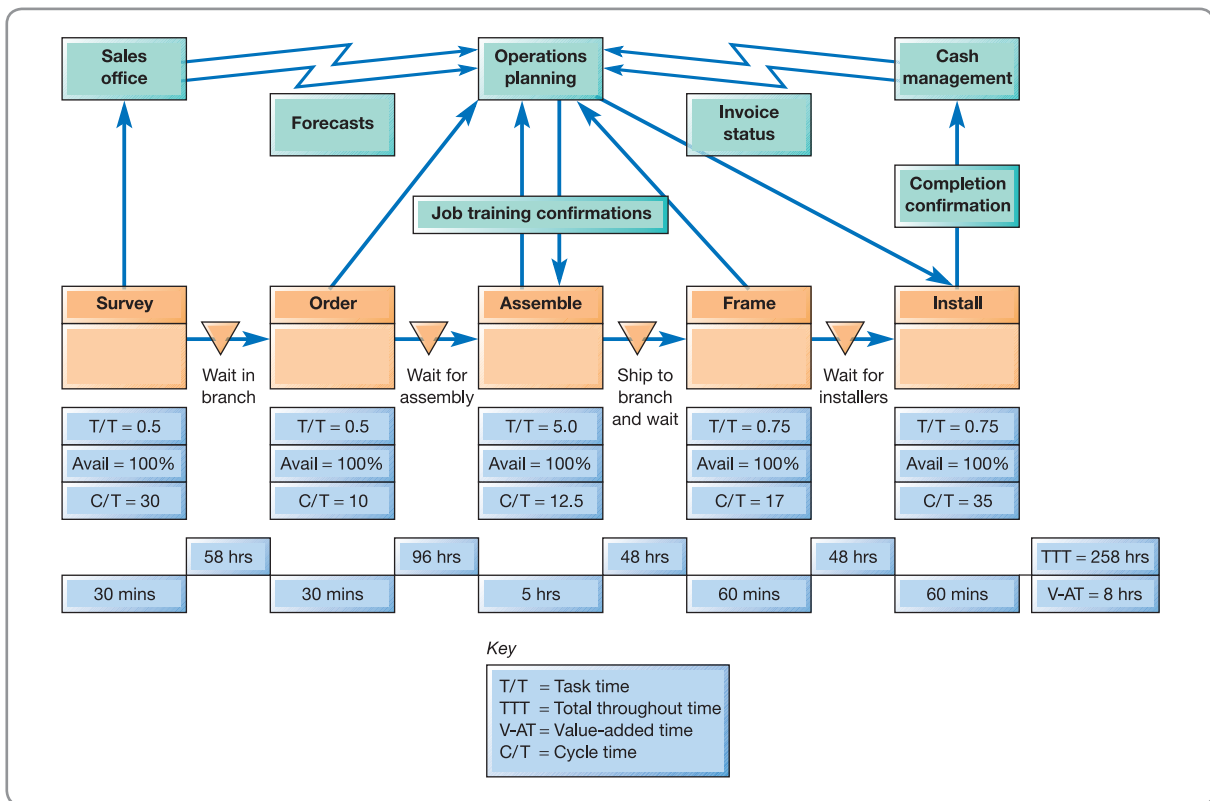 Sales
office
Operations
planning
Cash
management
Forecasts
Invoice
status
Job training confirmations
Completion
confirmation
Survey
Order
Assemble
Frame
Install
Wait in
branch
Wait for
assembly
Ship to
branch
and wait
Wait for
installers
T/T = 0.5
T/T = 0.5
T/T = 5.0
T/T = 0.75
T/T = 0.75
Avail = 100%
Avail = 100%
Avail = 100%
Avail = 100%
Avail = 100%
C/T = 30
C/T = 10
C/T = 12.5
C/T = 17
C/T = 35
58 hrs
96 hrs
48 hrs
48 hrs
TTT = 258 hrs
30 mins
30 mins
5 hrs
60 mins
60 mins
V-AT = 8 hrs
Key
T/T = Task time
TTT = Total throughout time
V-AT = Value-added time
C/T = Cycle time